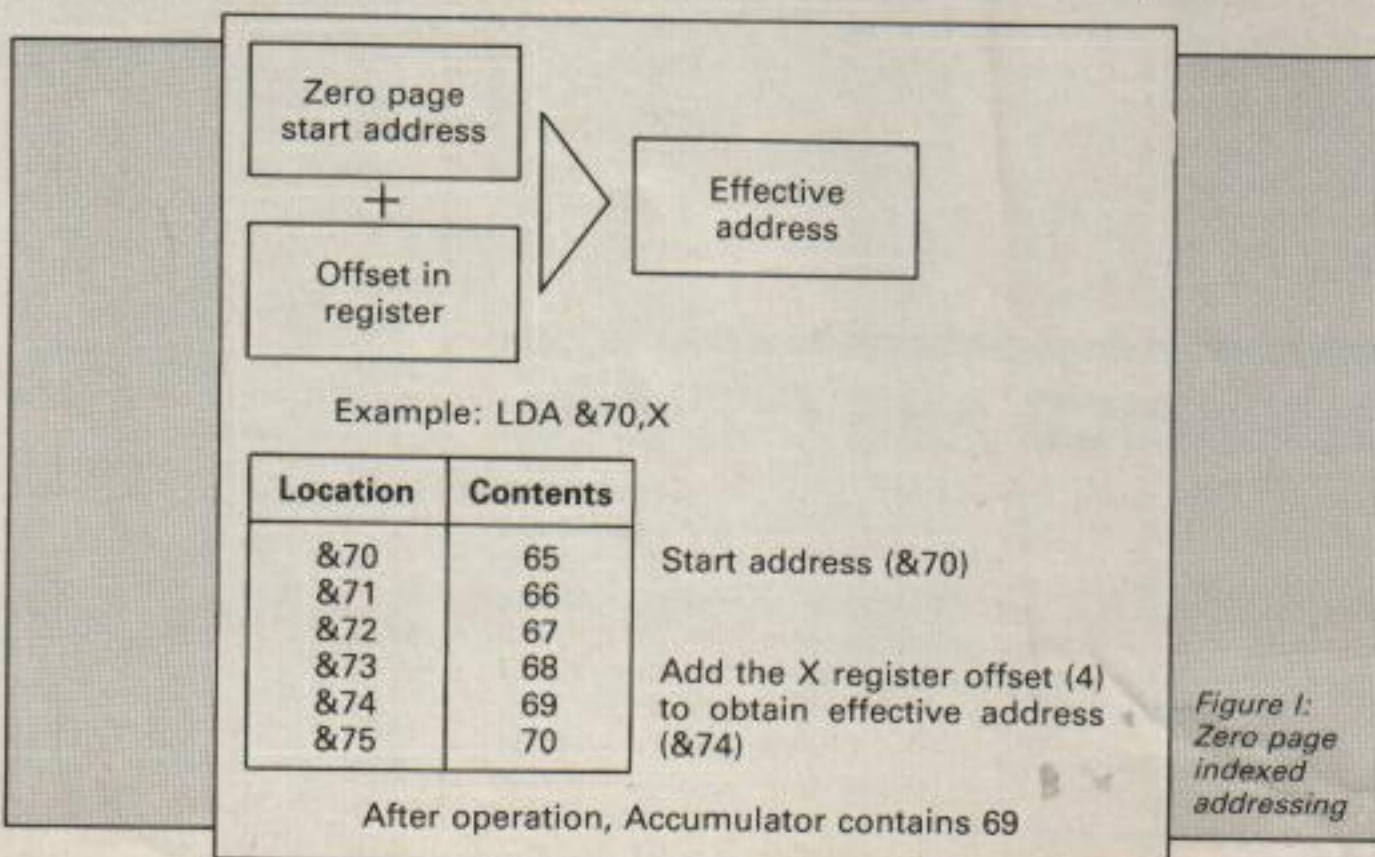 Zero page
start address
+
Offset in
register
Effective
address
Example: LDA &70,X
Location Contents
&70 65 Start address (&70)
&71 66
&72 67
&73 68 Add the X register offset (4)
&74 69 to obtain effective address
&75 70 (&74)
After operation, Accumulator contains 69
Figure I:
Zero page
indexed
addressing